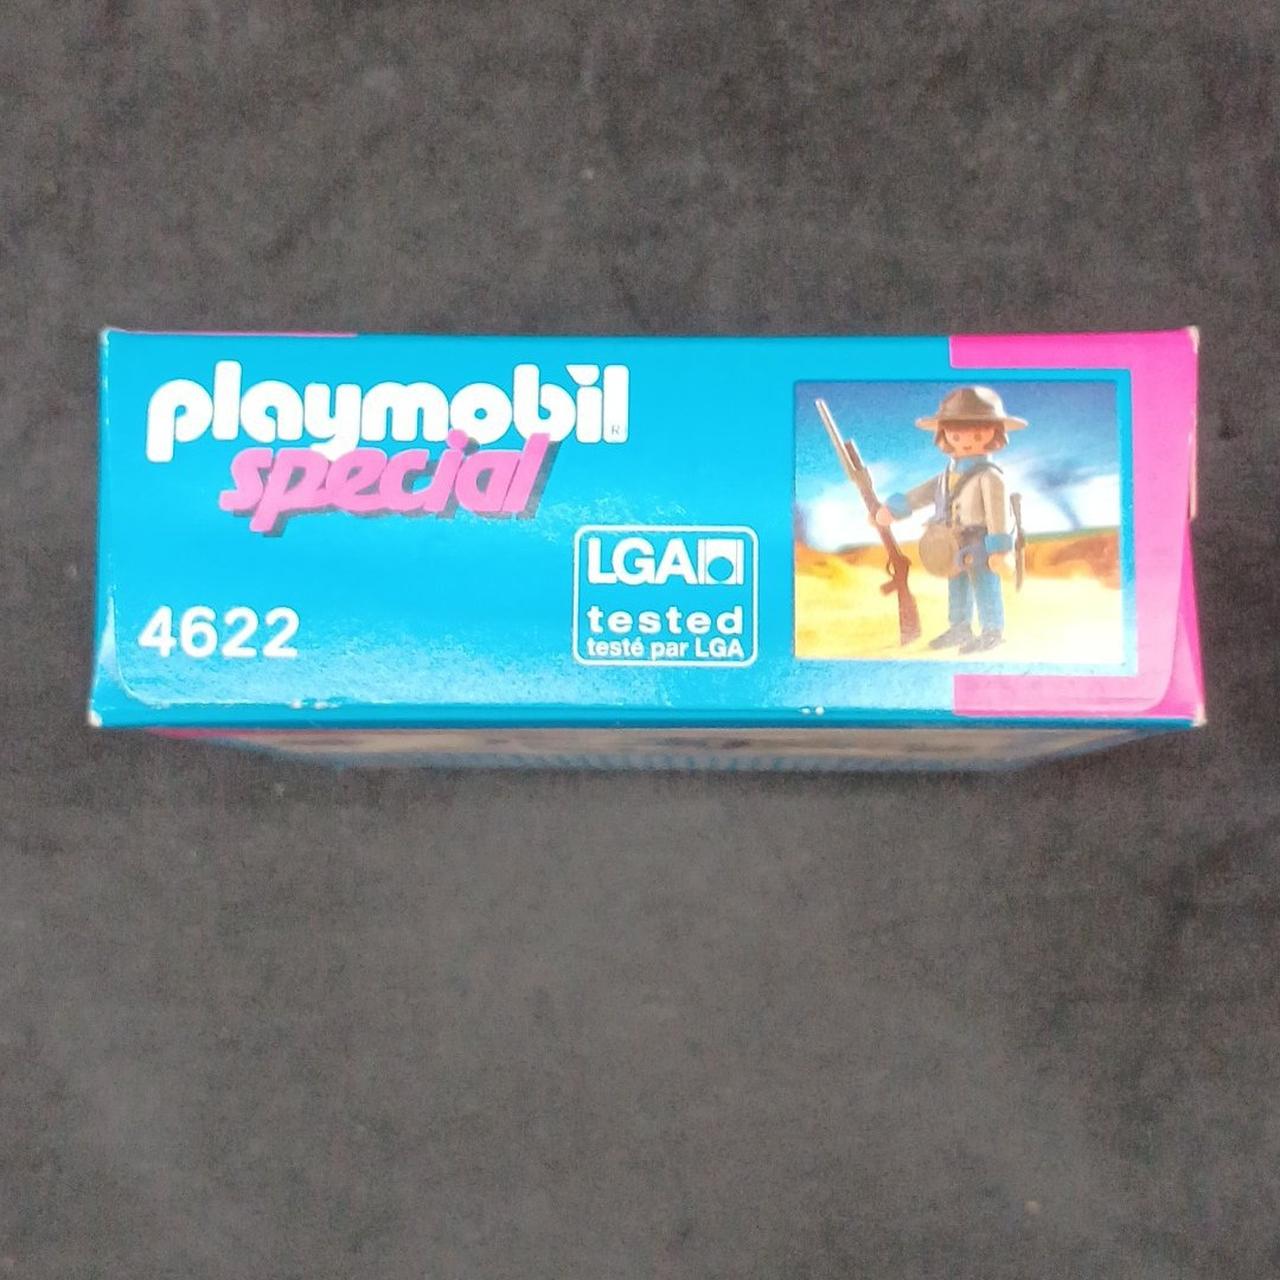 playmobil®
special
LGA
tested
testé par LGA
4622